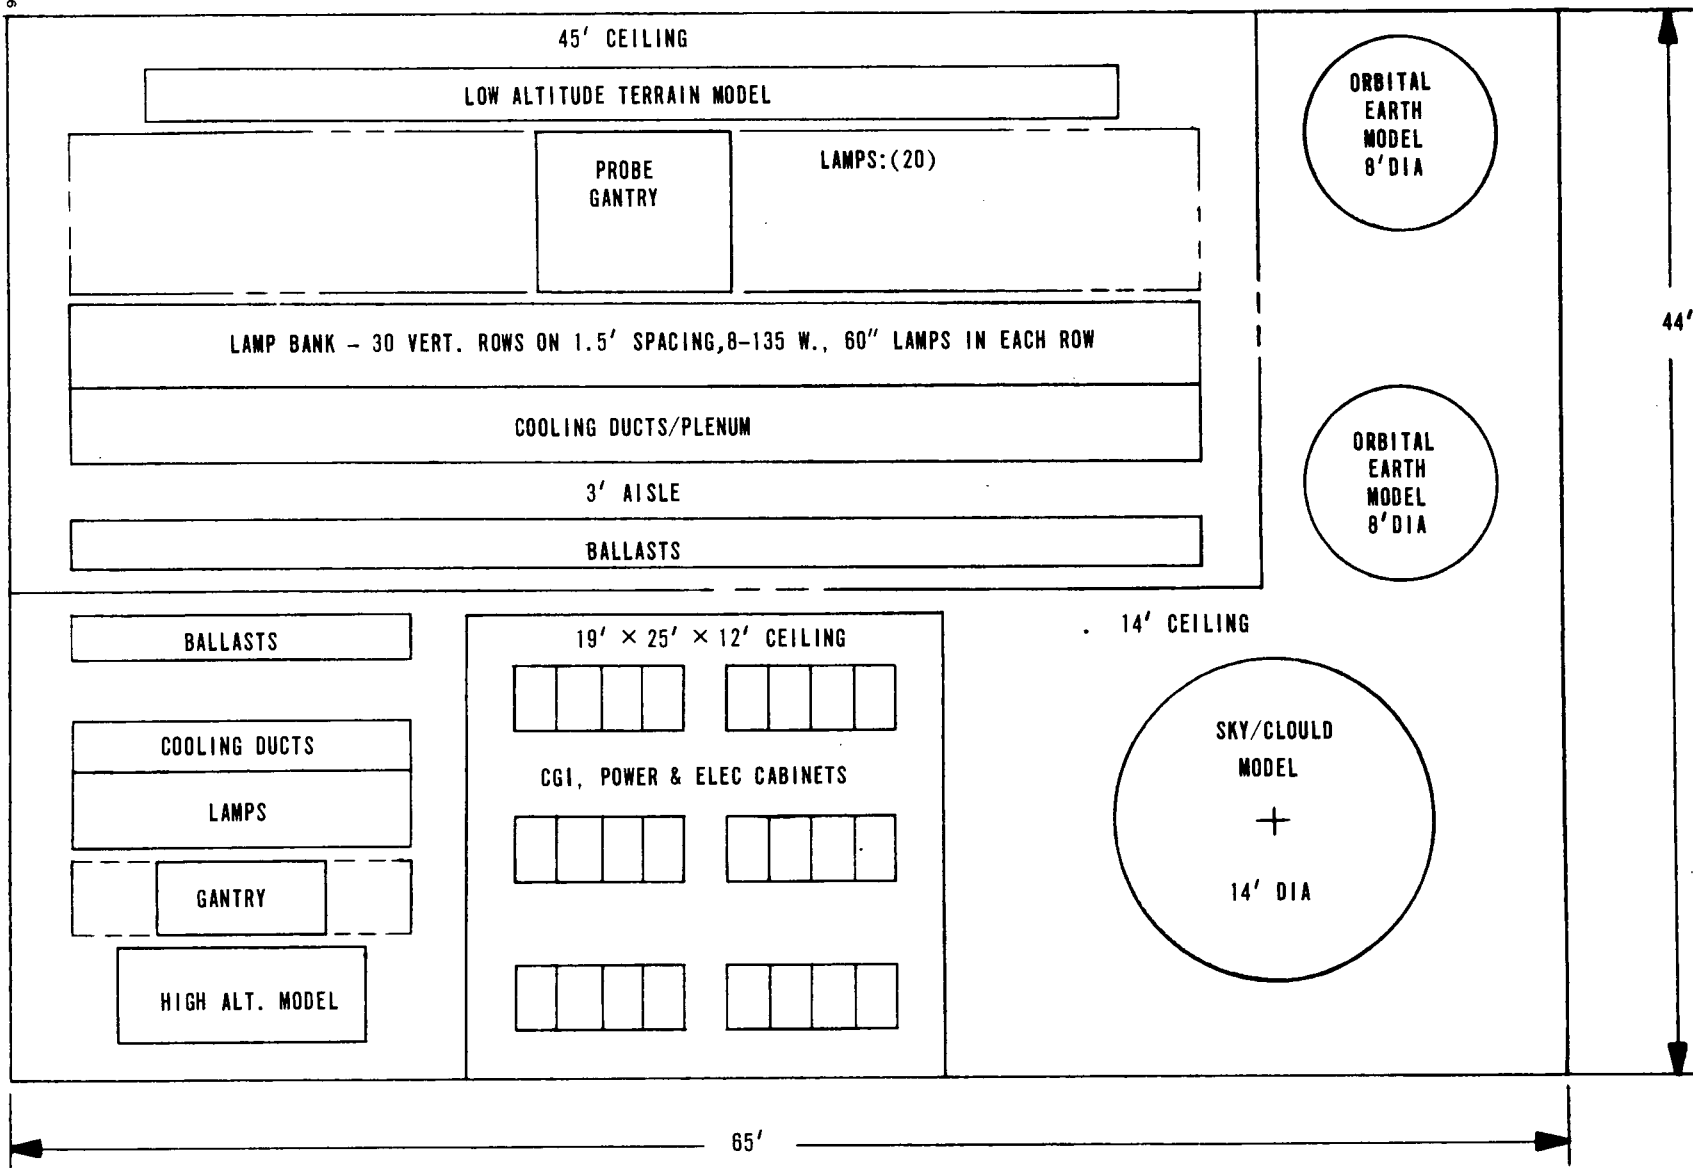 6
45' CEILING
LOW ALTITUDE TERRAIN MODEL
PROBE
GANTRY
LAMPS:(20)
ORBITAL
EARTH
MODEL
8'DIA
44'
LAMP BANK – 30 VERT. ROWS ON 1.5' SPACING,8–135 W., 60" LAMPS IN EACH ROW
COOLING DUCTS/PLENUM
ORBITAL
EARTH
MODEL
8'DIA
3' AISLE
BALLASTS
BALLASTS
COOLING DUCTS
LAMPS
GANTRY
HIGH ALT. MODEL
19' × 25' × 12' CEILING
CGI, POWER & ELEC CABINETS
14' CEILING
SKY/CLOULD
MODEL
14' DIA
65'